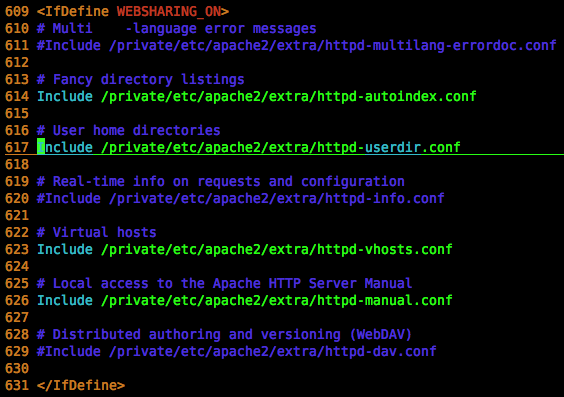 609 <IfDefine WEBSHARING_ON>
610 # Multi    -language error messages
611 #Include /private/etc/apache2/extra/httpd-multilang-errordoc.conf
612
613 # Fancy directory listings
614 Include /private/etc/apache2/extra/httpd-autoindex.conf
615
616 # User home directories
617 Include /private/etc/apache2/extra/httpd-userdir.conf
618
619 # Real-time info on requests and configuration
620 #Include /private/etc/apache2/extra/httpd-info.conf
621
622 # Virtual hosts
623 Include /private/etc/apache2/extra/httpd-vhosts.conf
624
625 # Local access to the Apache HTTP Server Manual
626 Include /private/etc/apache2/extra/httpd-manual.conf
627
628 # Distributed authoring and versioning (WebDAV)
629 #Include /private/etc/apache2/extra/httpd-dav.conf
630
631 </IfDefine>